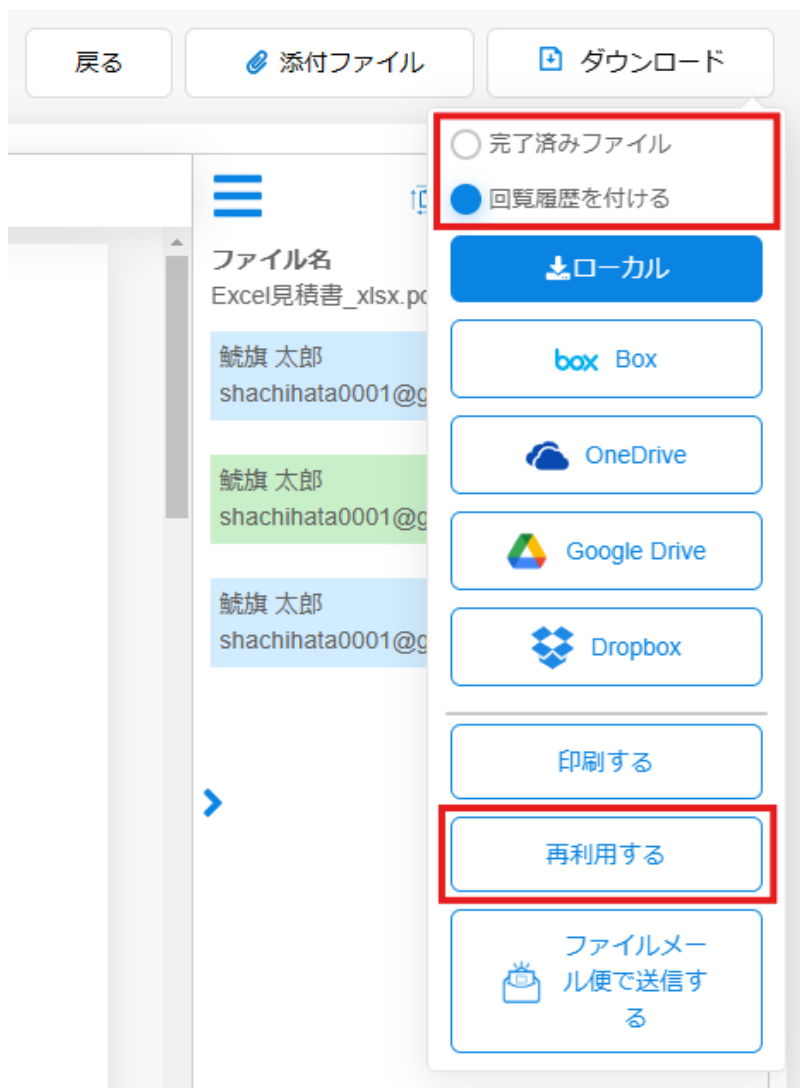 戻る
添付ファイル
ダウンロード
完了済みファイル
回覧履歴を付ける
ローカル
box Box
OneDrive
Google Drive
Dropbox
印刷する
再利用する
ファイルメー
ル便で送信す
る
ファイル名
Excel見積書_xlsx.p
鯱旗 太郎
shachihata0001@g
鯱旗 太郎
shachihata0001@g
鯱旗 太郎
shachihata0001@g